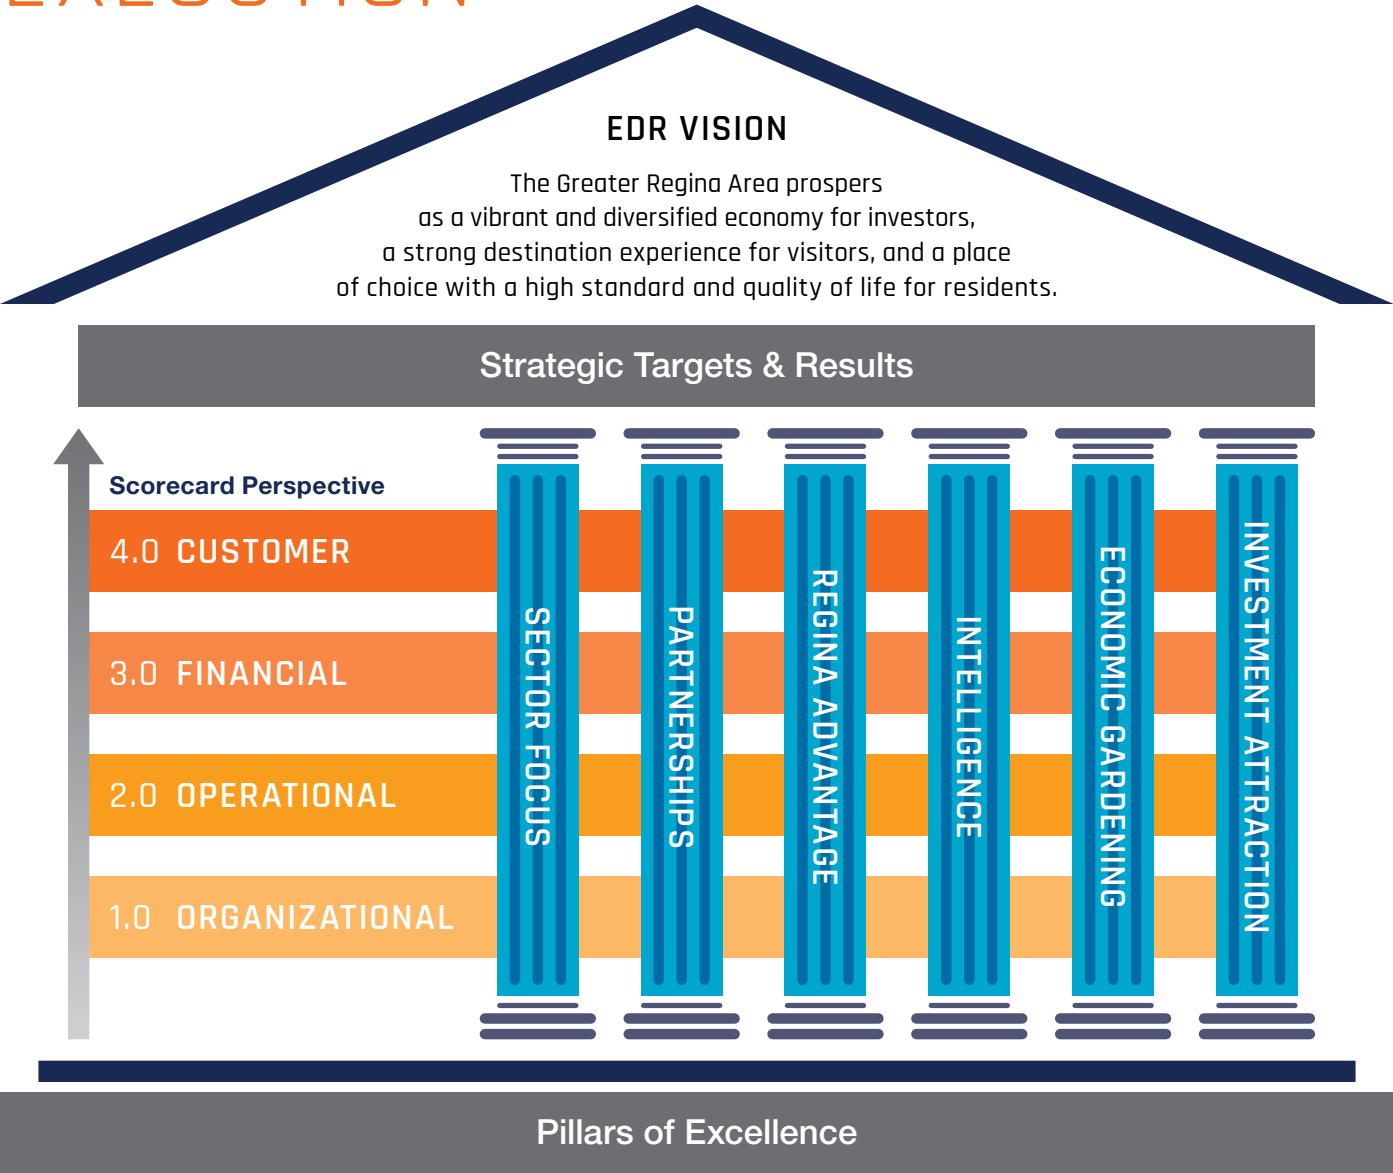 EXECUTION
EDR VISION
The Greater Regina Area prospers
as a vibrant and diversified economy for investors,
a strong destination experience for visitors, and a place
of choice with a high standard and quality of life for residents.
Strategic Targets & Results
Scorecard Perspective
4.0 CUSTOMER
3.0 FINANCIAL
2.0 OPERATIONAL
1.0 ORGANIZATIONAL
SECTOR FOCUS
PARTNERSHIPS
REGINA ADVANTAGE
INTELLIGENCE
ECONOMIC GARDENING
INVESTMENT ATTRACTION
Pillars of Excellence